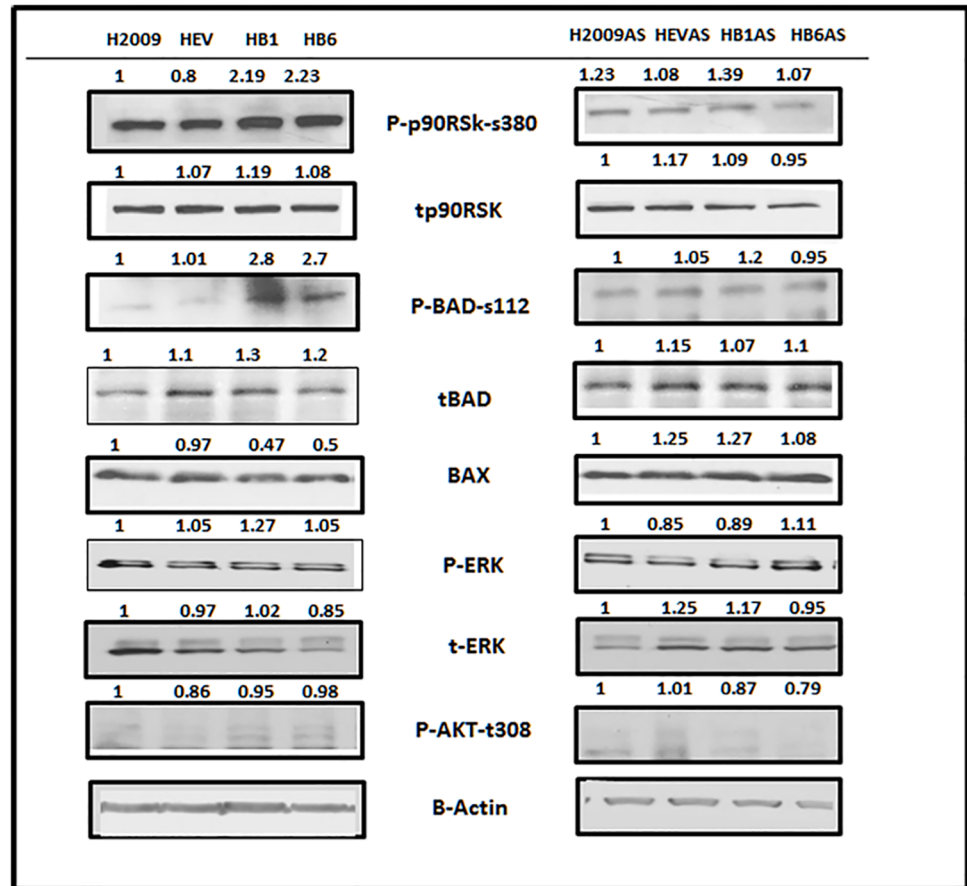 H2009 HEV HB1 HB6 H2009AS HEVAS HB1AS HB6AS
1 0.8 2.19 2.23 1.23 1.08 1.39 1.07
P-p90RSk-s380
1 1.07 1.19 1.08 1 1.17 1.09 0.95
tp90RSK
1 1.01 2.8 2.7 1 1.05 1.2 0.95
P-BAD-s112
1 1.1 1.3 1.2 1 1.15 1.07 1.1
tBAD
1 0.97 0.47 0.5 1 1.25 1.27 1.08
BAX
1 1.05 1.27 1.05 1 0.85 0.89 1.11
P-ERK
1 0.97 1.02 0.85 1 1.25 1.17 0.95
t-ERK
1 0.86 0.95 0.98 1 1.01 0.87 0.79
P-AKT-t308
B-Actin